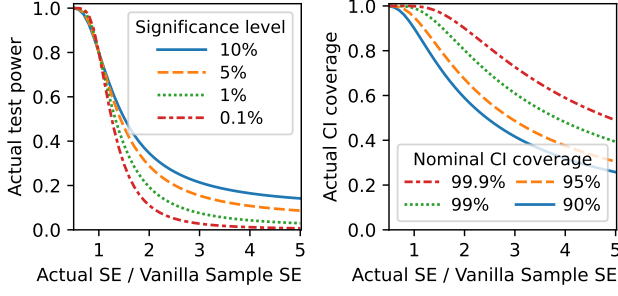 Actual test power
1.0
0.8
0.6
0.4
0.2
0.0
Significance level
10%
5%
1%
0.1%
1 2 3 4 5
Actual SE / Vanilla Sample SE
Actual CI coverage
1.0
0.8
0.6
0.4
0.2
0.0
Nominal CI coverage
99.9% 95%
99% 90%
1 2 3 4 5
Actual SE / Vanilla Sample SE